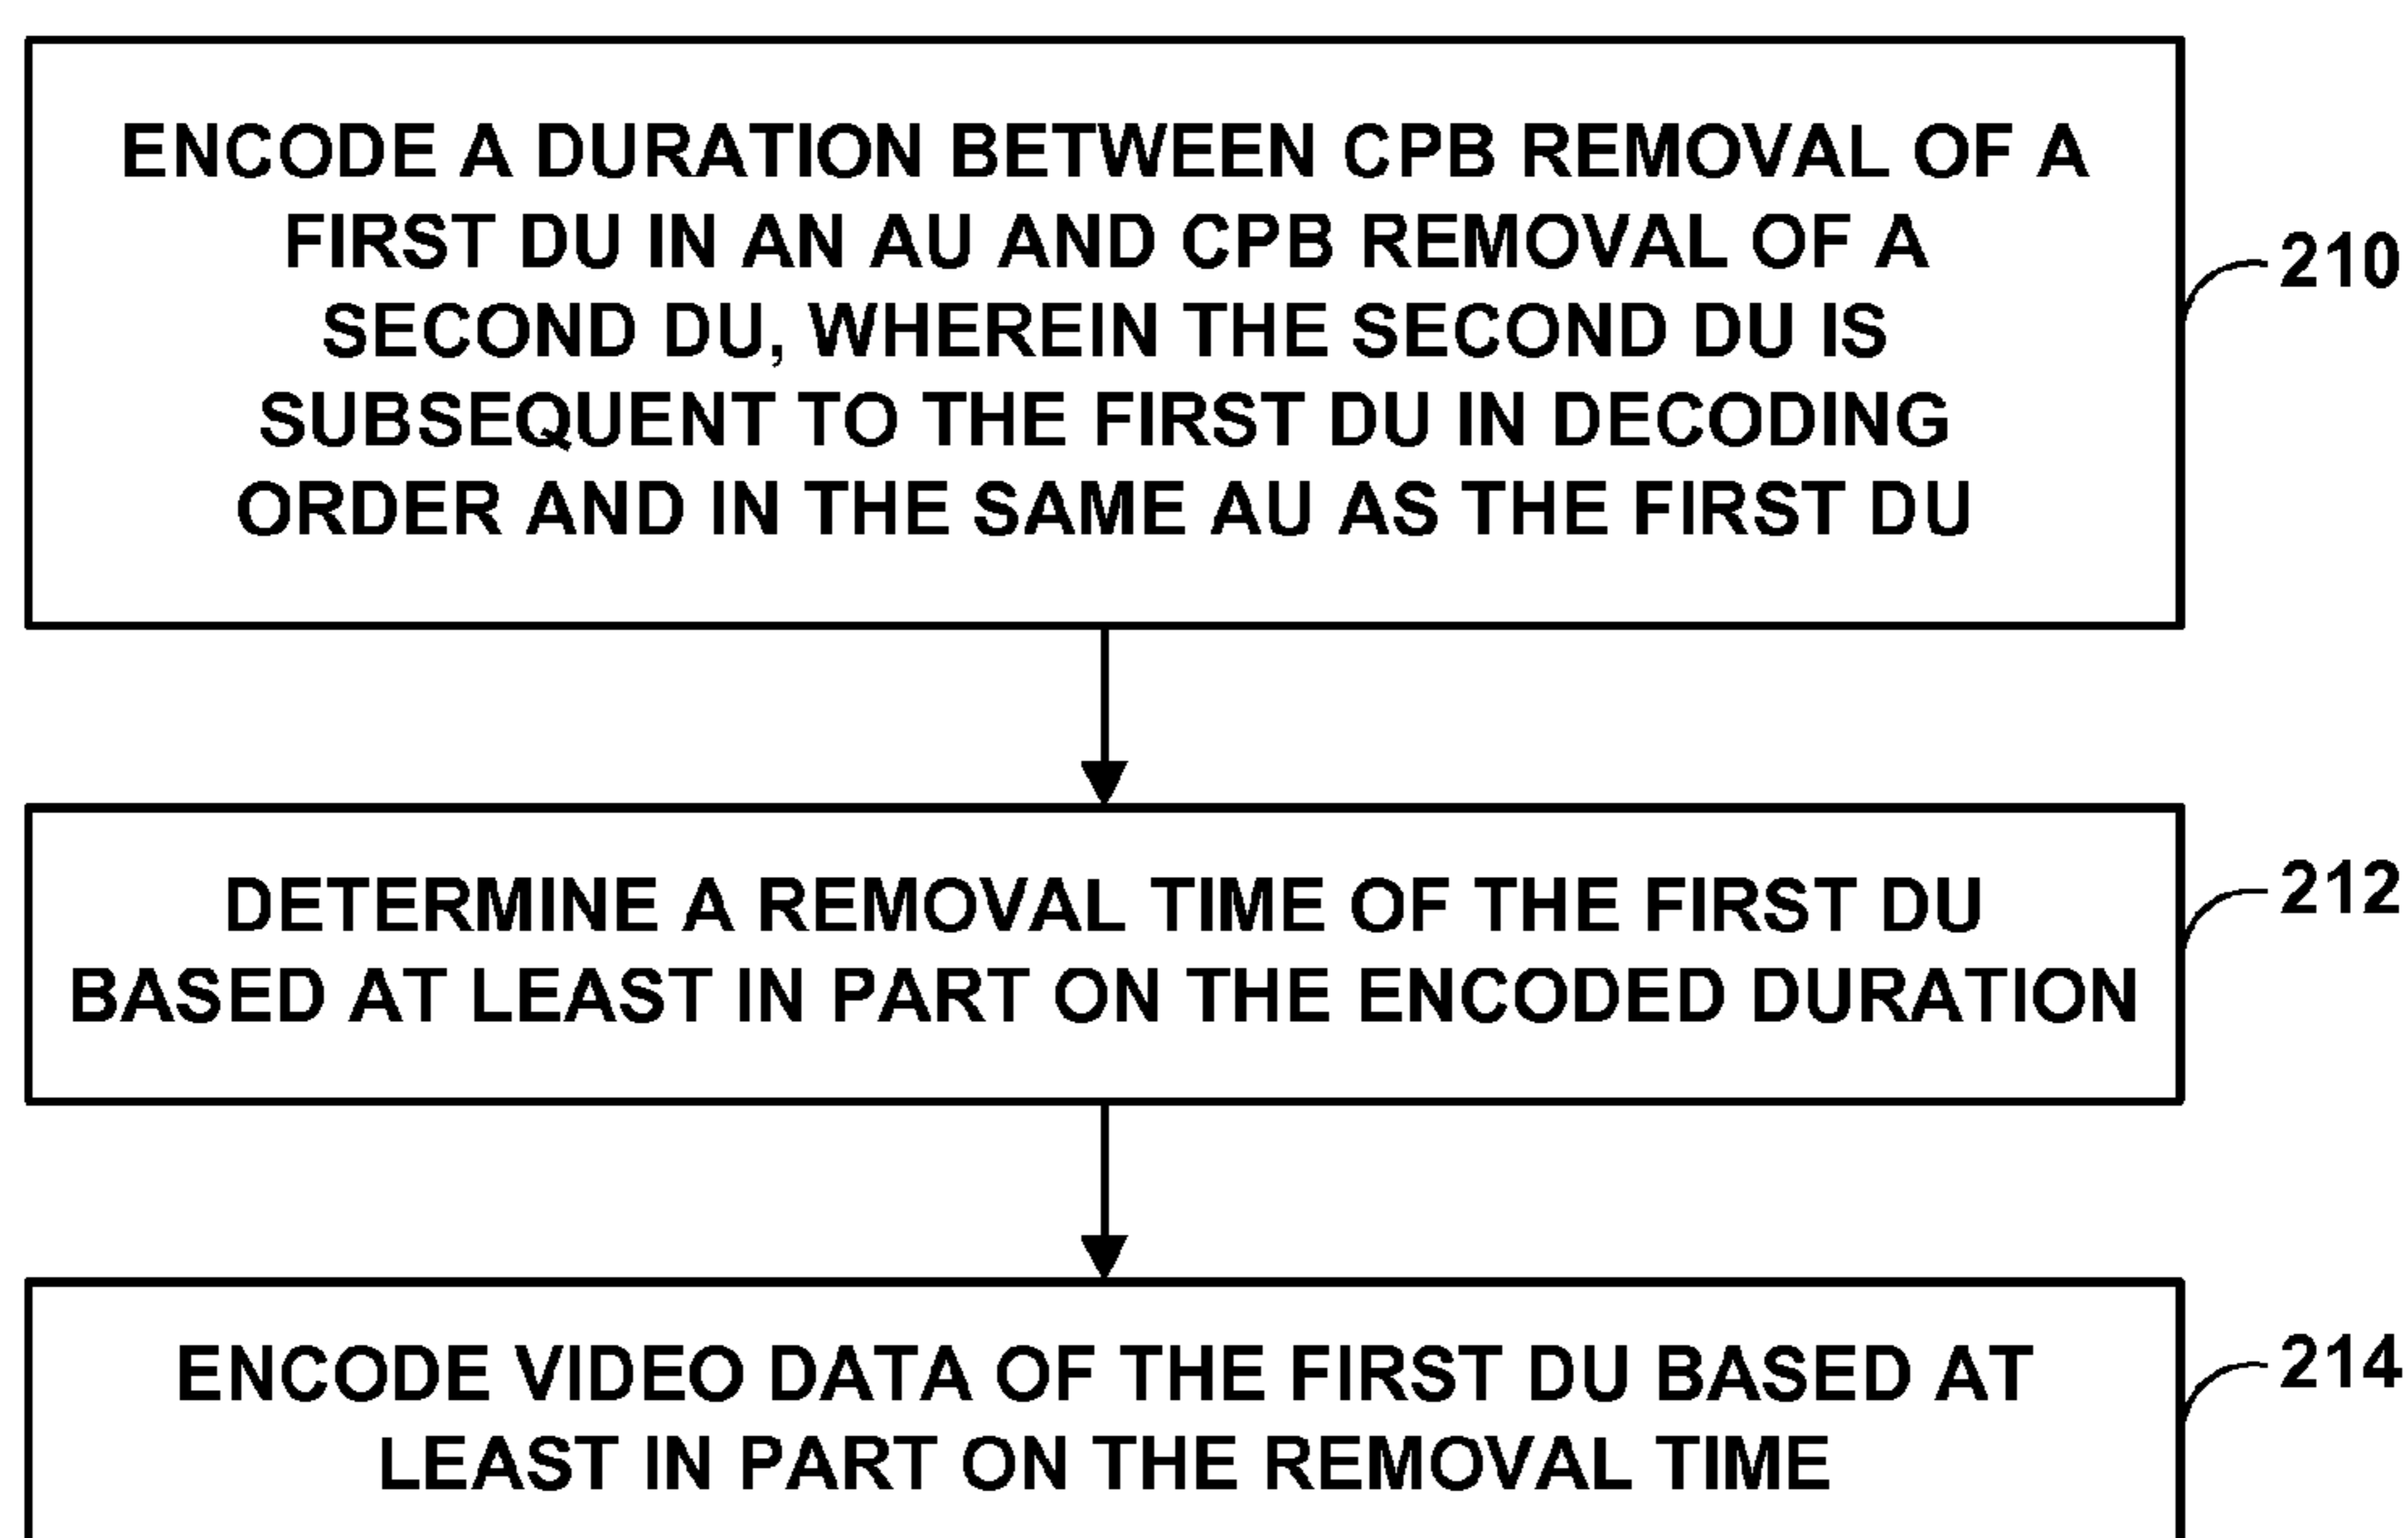 ENCODE A DURATION BETWEEN CPB REMOVAL OF A
FIRST DU IN AN AU AND CPB REMOVAL OF A
SECOND DU, WHEREIN THE SECOND DU IS
SUBSEQUENT TO THE FIRST DU IN DECODING
ORDER AND IN THE SAME AU AS THE FIRST DU
210
DETERMINE A REMOVAL TIME OF THE FIRST DU
BASED AT LEAST IN PART ON THE ENCODED DURATION
212
ENCODE VIDEO DATA OF THE FIRST DU BASED AT
LEAST IN PART ON THE REMOVAL TIME
214